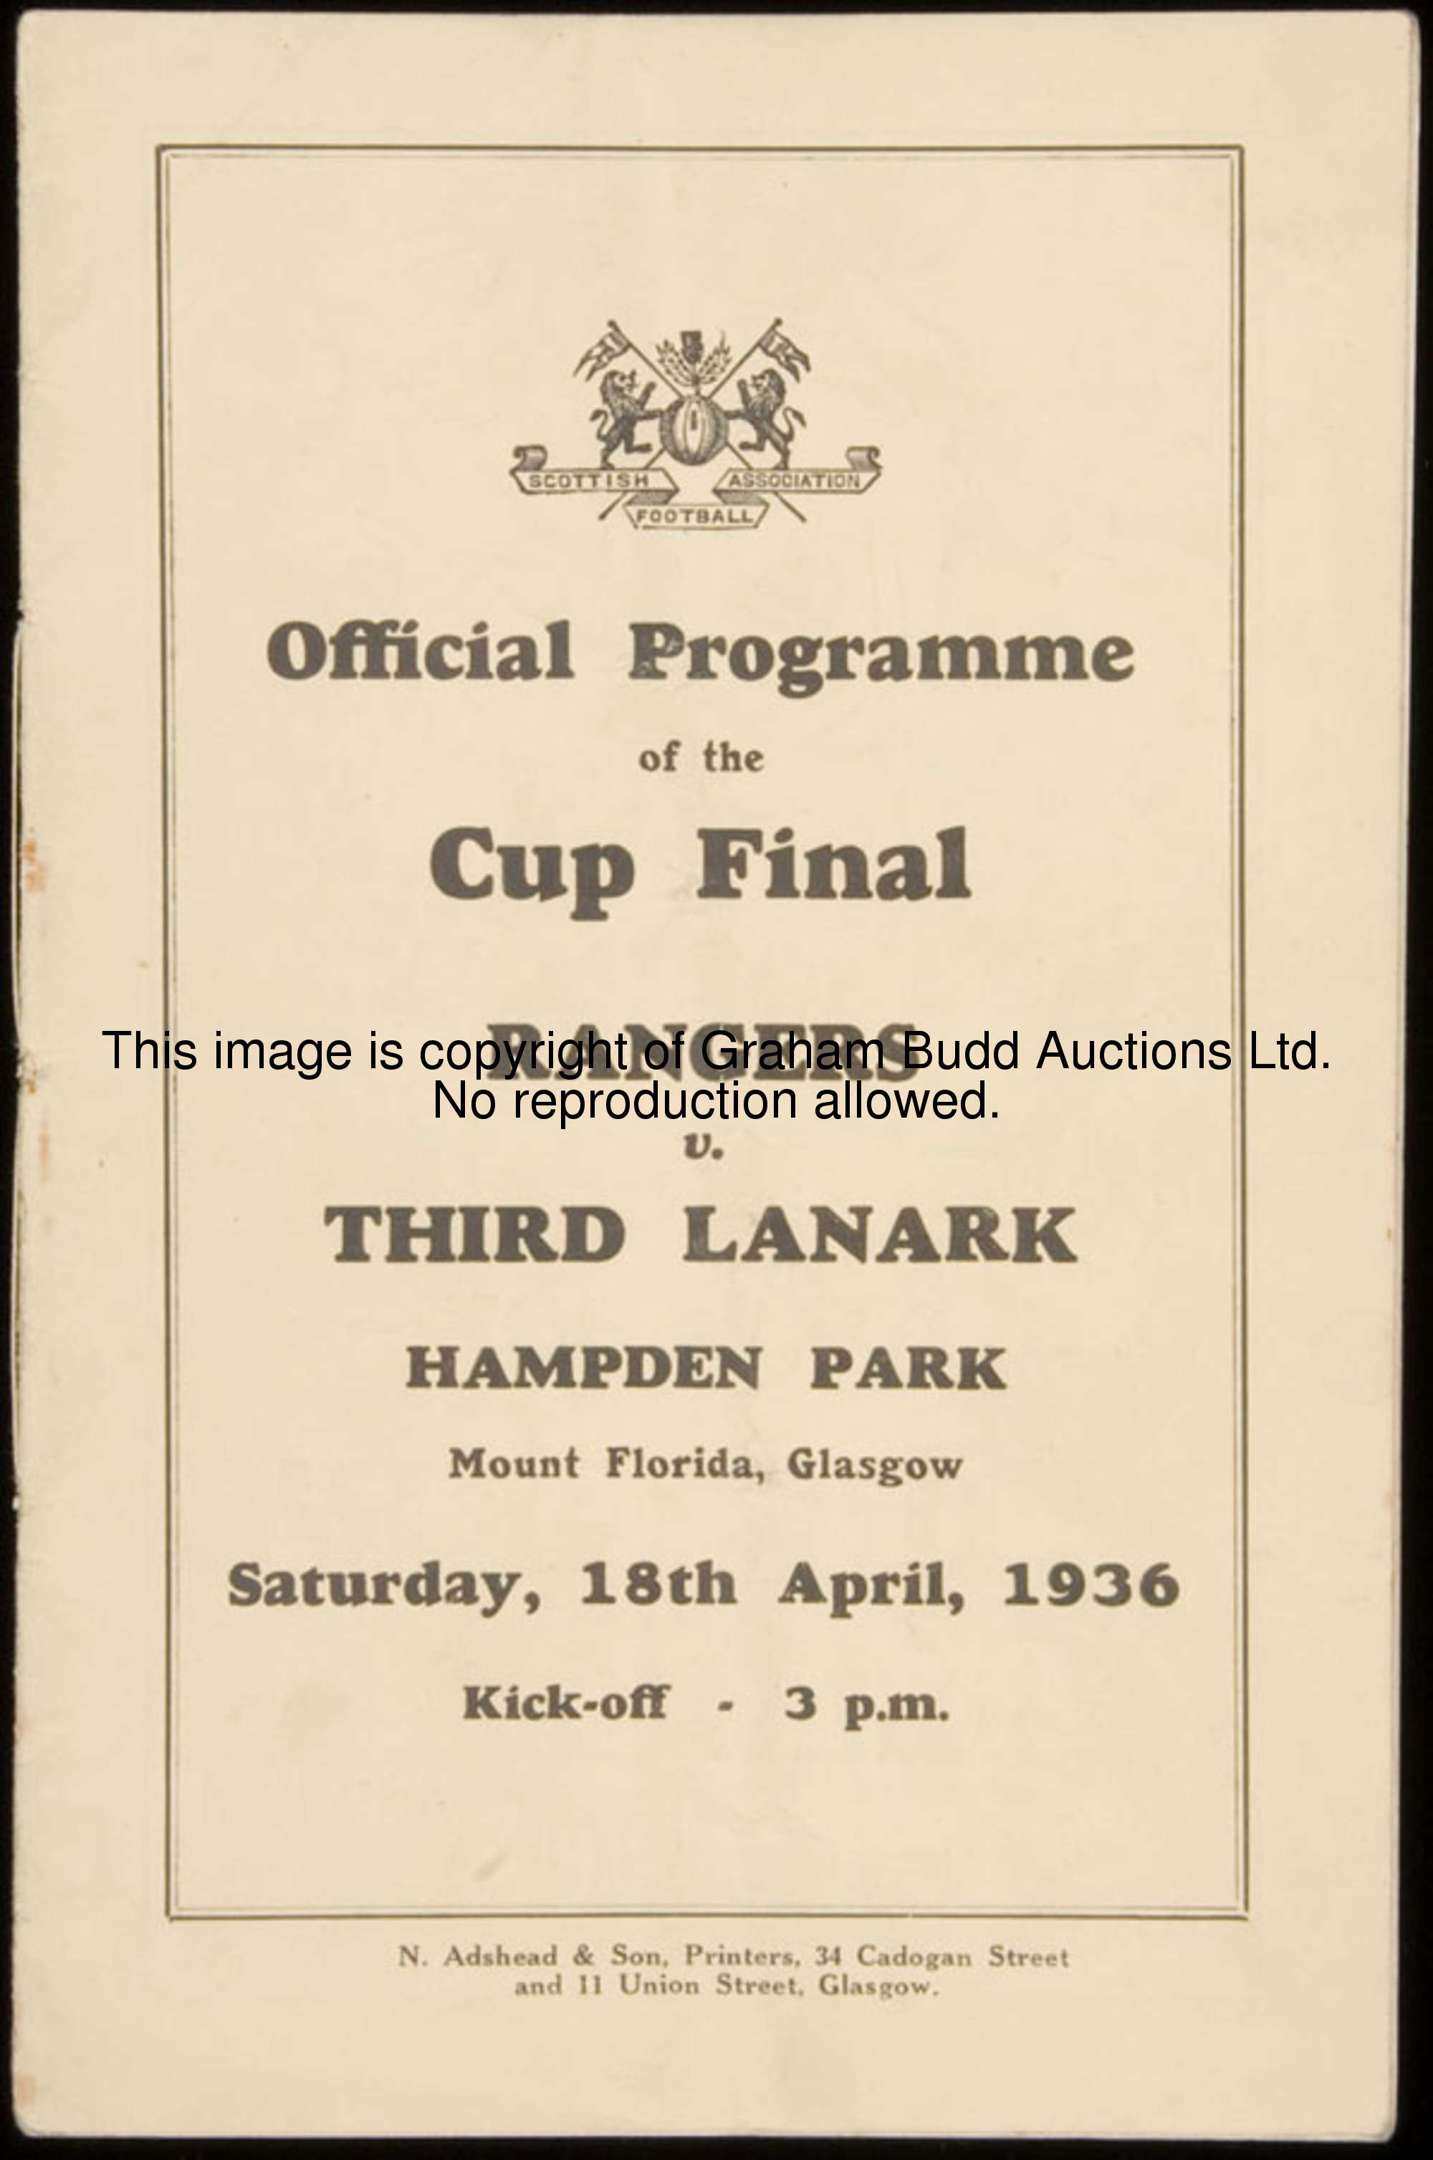 SCOTTISH ASSOCIATION
FOOTBALL
Official Programme
of the
Cup Final
RANGERS
This image is copyright of Graham Budd Auctions Ltd.
No reproduction allowed.
v.
THIRD LANARK
HAMPDEN PARK
Mount Florida, Glasgow
Saturday, 18th April, 1936
Kick-off - 3 p.m.
N. Adshead & Son, Printers, 34 Cadogan Street
and 11 Union Street, Glasgow.